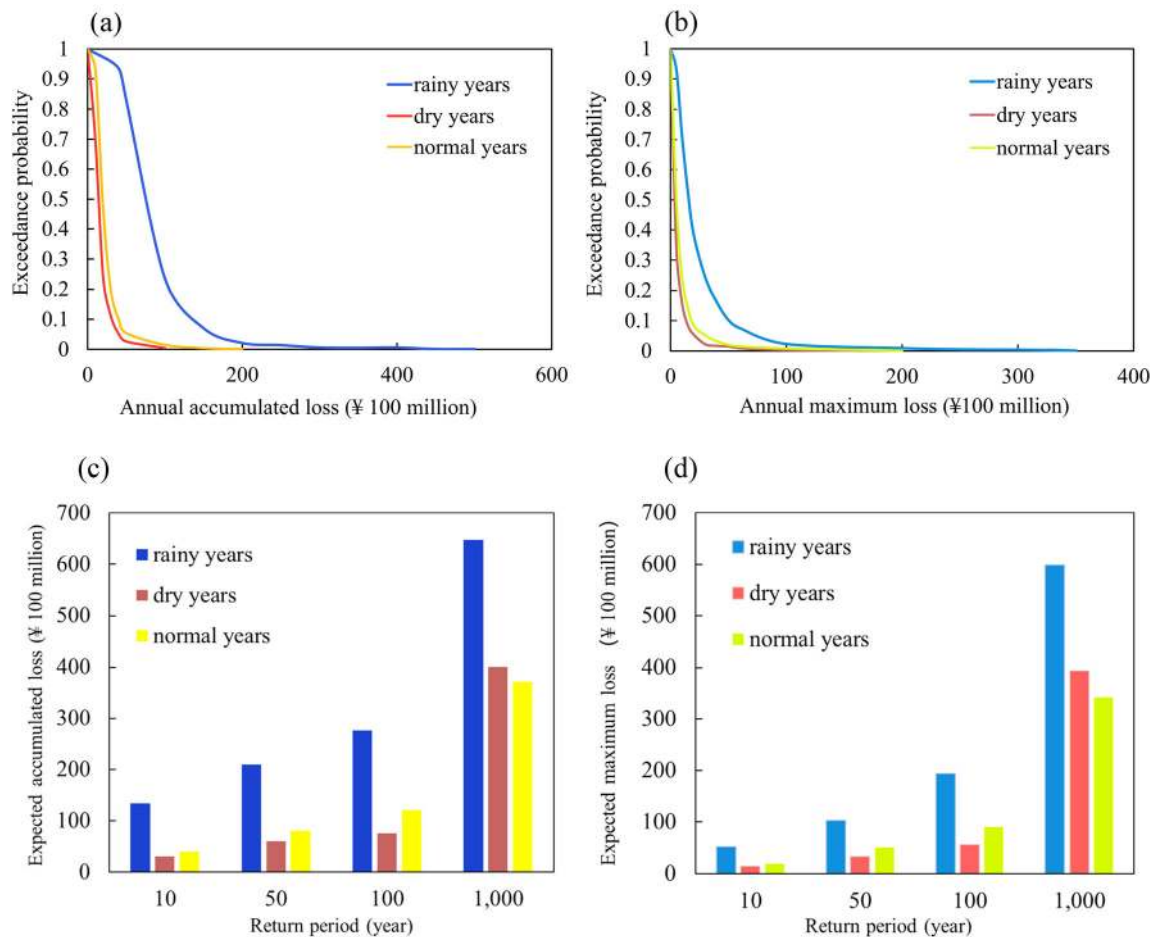 (a)
1
0.9
0.8
0.7
0.6
0.5
0.4
0.3
0.2
0.1
0
Exceedance probability
rainy years
dry years
normal years
0 200 400 600
Annual accumulated loss (¥ 100 million)
(b)
1
0.9
0.8
0.7
0.6
0.5
0.4
0.3
0.2
0.1
0
Exceedance probability
rainy years
dry years
normal years
0 100 200 300 400
Annual maximum loss (¥100 million)
(c)
700
600
500
400
300
200
100
0
Expected accumulated loss (¥ 100 million)
rainy years
dry years
normal years
10 50 100 1,000
Return period (year)
(d)
700
600
500
400
300
200
100
0
Expected maximum loss (¥ 100 million)
rainy years
dry years
normal years
10 50 100 1,000
Return period (year)